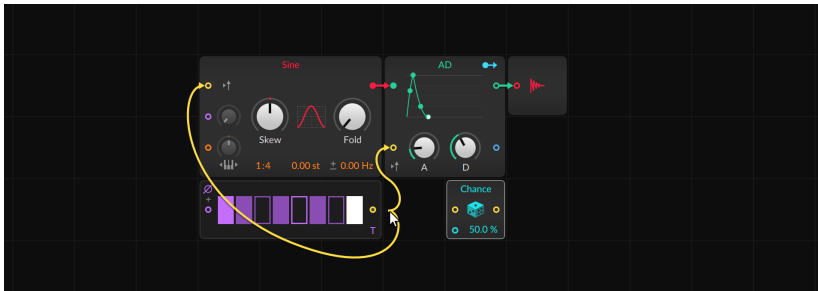 Sine
AD
Skew
Fold
1:4
0.00 st
± 0.00 Hz
A
D
T
Chance
50.0 %